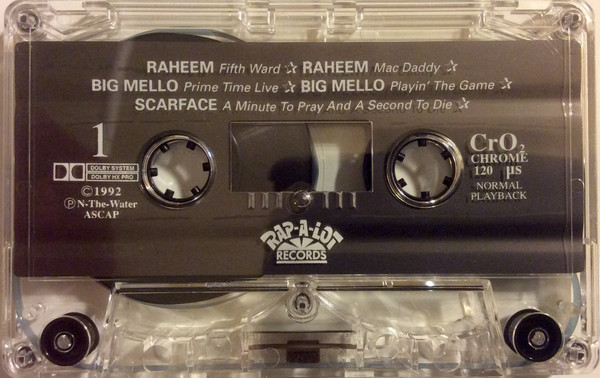 RAHEEM Fifth Ward ☆ RAHEEM Mac Daddy ☆
BIG MELLO Prime Time Live ☆ BIG MELLO Playin' The Game ☆
SCARFACE A Minute To Pray And A Second To Die ☆
1
DOLBY SYSTEM
DOLBY HX PRO
©1992
ⓅN-The-Water
ASCAP
CrO₂
CHROME
120 µs
NORMAL
PLAYBACK
RAP-A-LOT
RECORDS